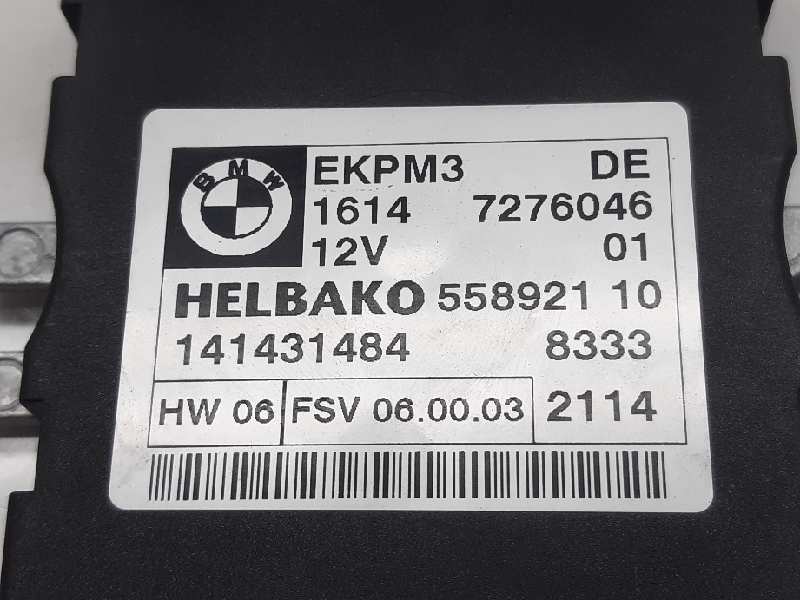 BMW
EKPM3 DE
1614 7276046
12V 01
HELBAKO 558921 10
141431484 8333
HW 06 FSV 06.00.03 2114